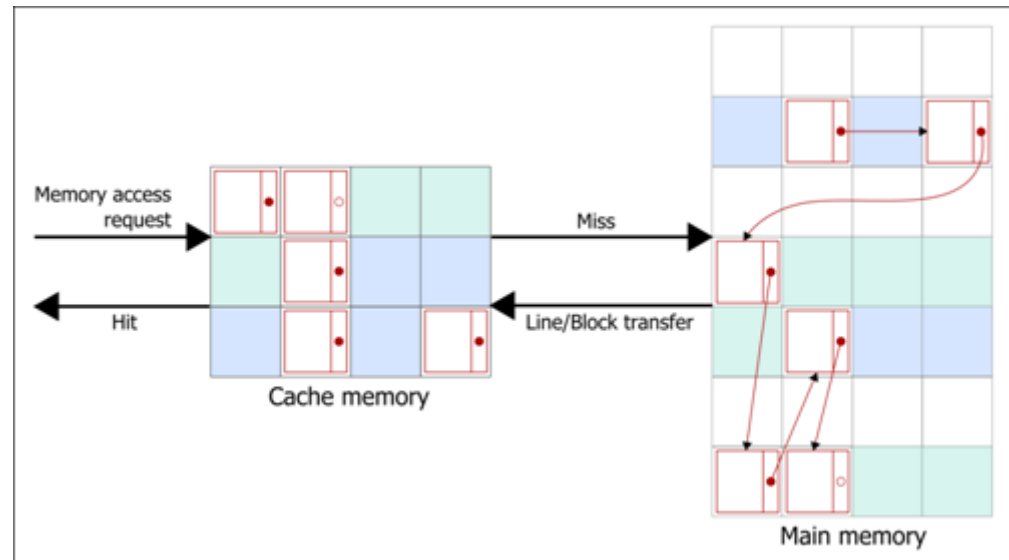 Memory access
request
Hit
Cache memory
Miss
Line/Block transfer
Main memory